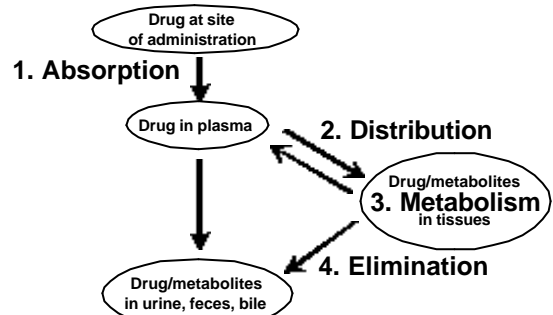 Drug at site
of administration
1. Absorption
Drug in plasma
2. Distribution
Drug/metabolites
3. Metabolism
in tissues
4. Elimination
Drug/metabolites
in urine, feces, bile